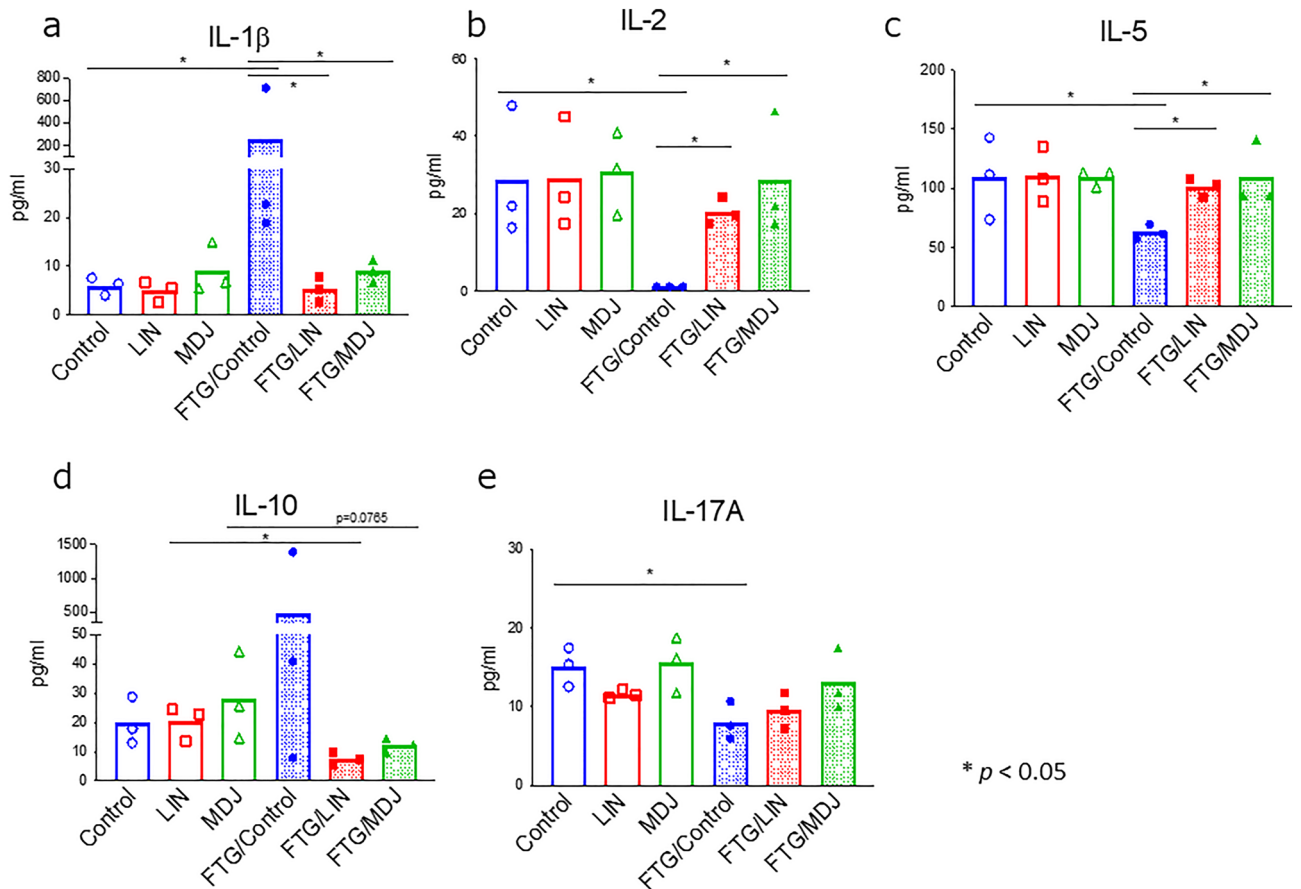 a
IL-1β
*
*
*
800
600
400
200
30
20
10
0
pg/ml
Control
LIN
MDJ
FTG/Control
FTG/LIN
FTG/MDJ
b
IL-2
*
*
*
60
40
20
0
pg/ml
Control
LIN
MDJ
FTG/Control
FTG/LIN
FTG/MDJ
c
IL-5
*
*
*
200
150
100
50
0
pg/ml
Control
LIN
MDJ
FTG/Control
FTG/LIN
FTG/MDJ
d
IL-10
p=0.0765
*
1500
1000
500
50
40
30
20
10
0
pg/ml
Control
LIN
MDJ
FTG/Control
FTG/LIN
FTG/MDJ
e
IL-17A
*
30
20
10
0
pg/ml
Control
LIN
MDJ
FTG/Control
FTG/LIN
FTG/MDJ
* p < 0.05